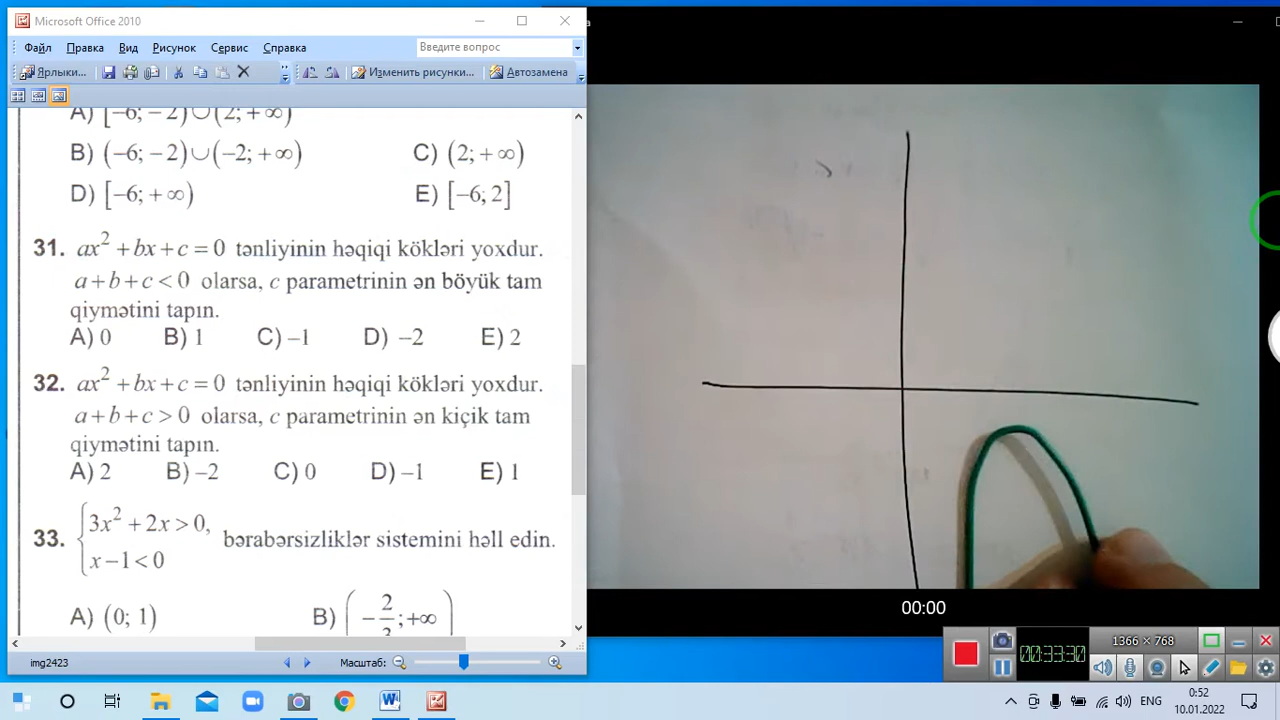 Microsoft Office 2010
Файл Правка Вид Рисунок Сервис Справка
Введите вопрос
Ярлыки... Изменить рисунки... Автозамена
A) [−6; −2)∪(2; +∞)
B) (−6; −2)∪(−2; +∞) C) (2; +∞)
D) [−6; +∞) E) [−6; 2]
31. ax² + bx + c = 0 tənliyinin həqiqi kökləri yoxdur.
a + b + c < 0 olarsa, c parametrinin ən böyük tam
qiymətini tapın.
A) 0 B) 1 C) −1 D) −2 E) 2
32. ax² + bx + c = 0 tənliyinin həqiqi kökləri yoxdur.
a + b + c > 0 olarsa, c parametrinin ən kiçik tam
qiymətini tapın.
A) 2 B) −2 C) 0 D) −1 E) 1
33. { 3x² + 2x > 0, x − 1 < 0 bərabərsizliklər sistemini həll edin.
A) (0; 1) B) (−2/3; +∞)
img2423 Масштаб:
00:00
00:33:30
1366 × 768
ENG
0:52
10.01.2022